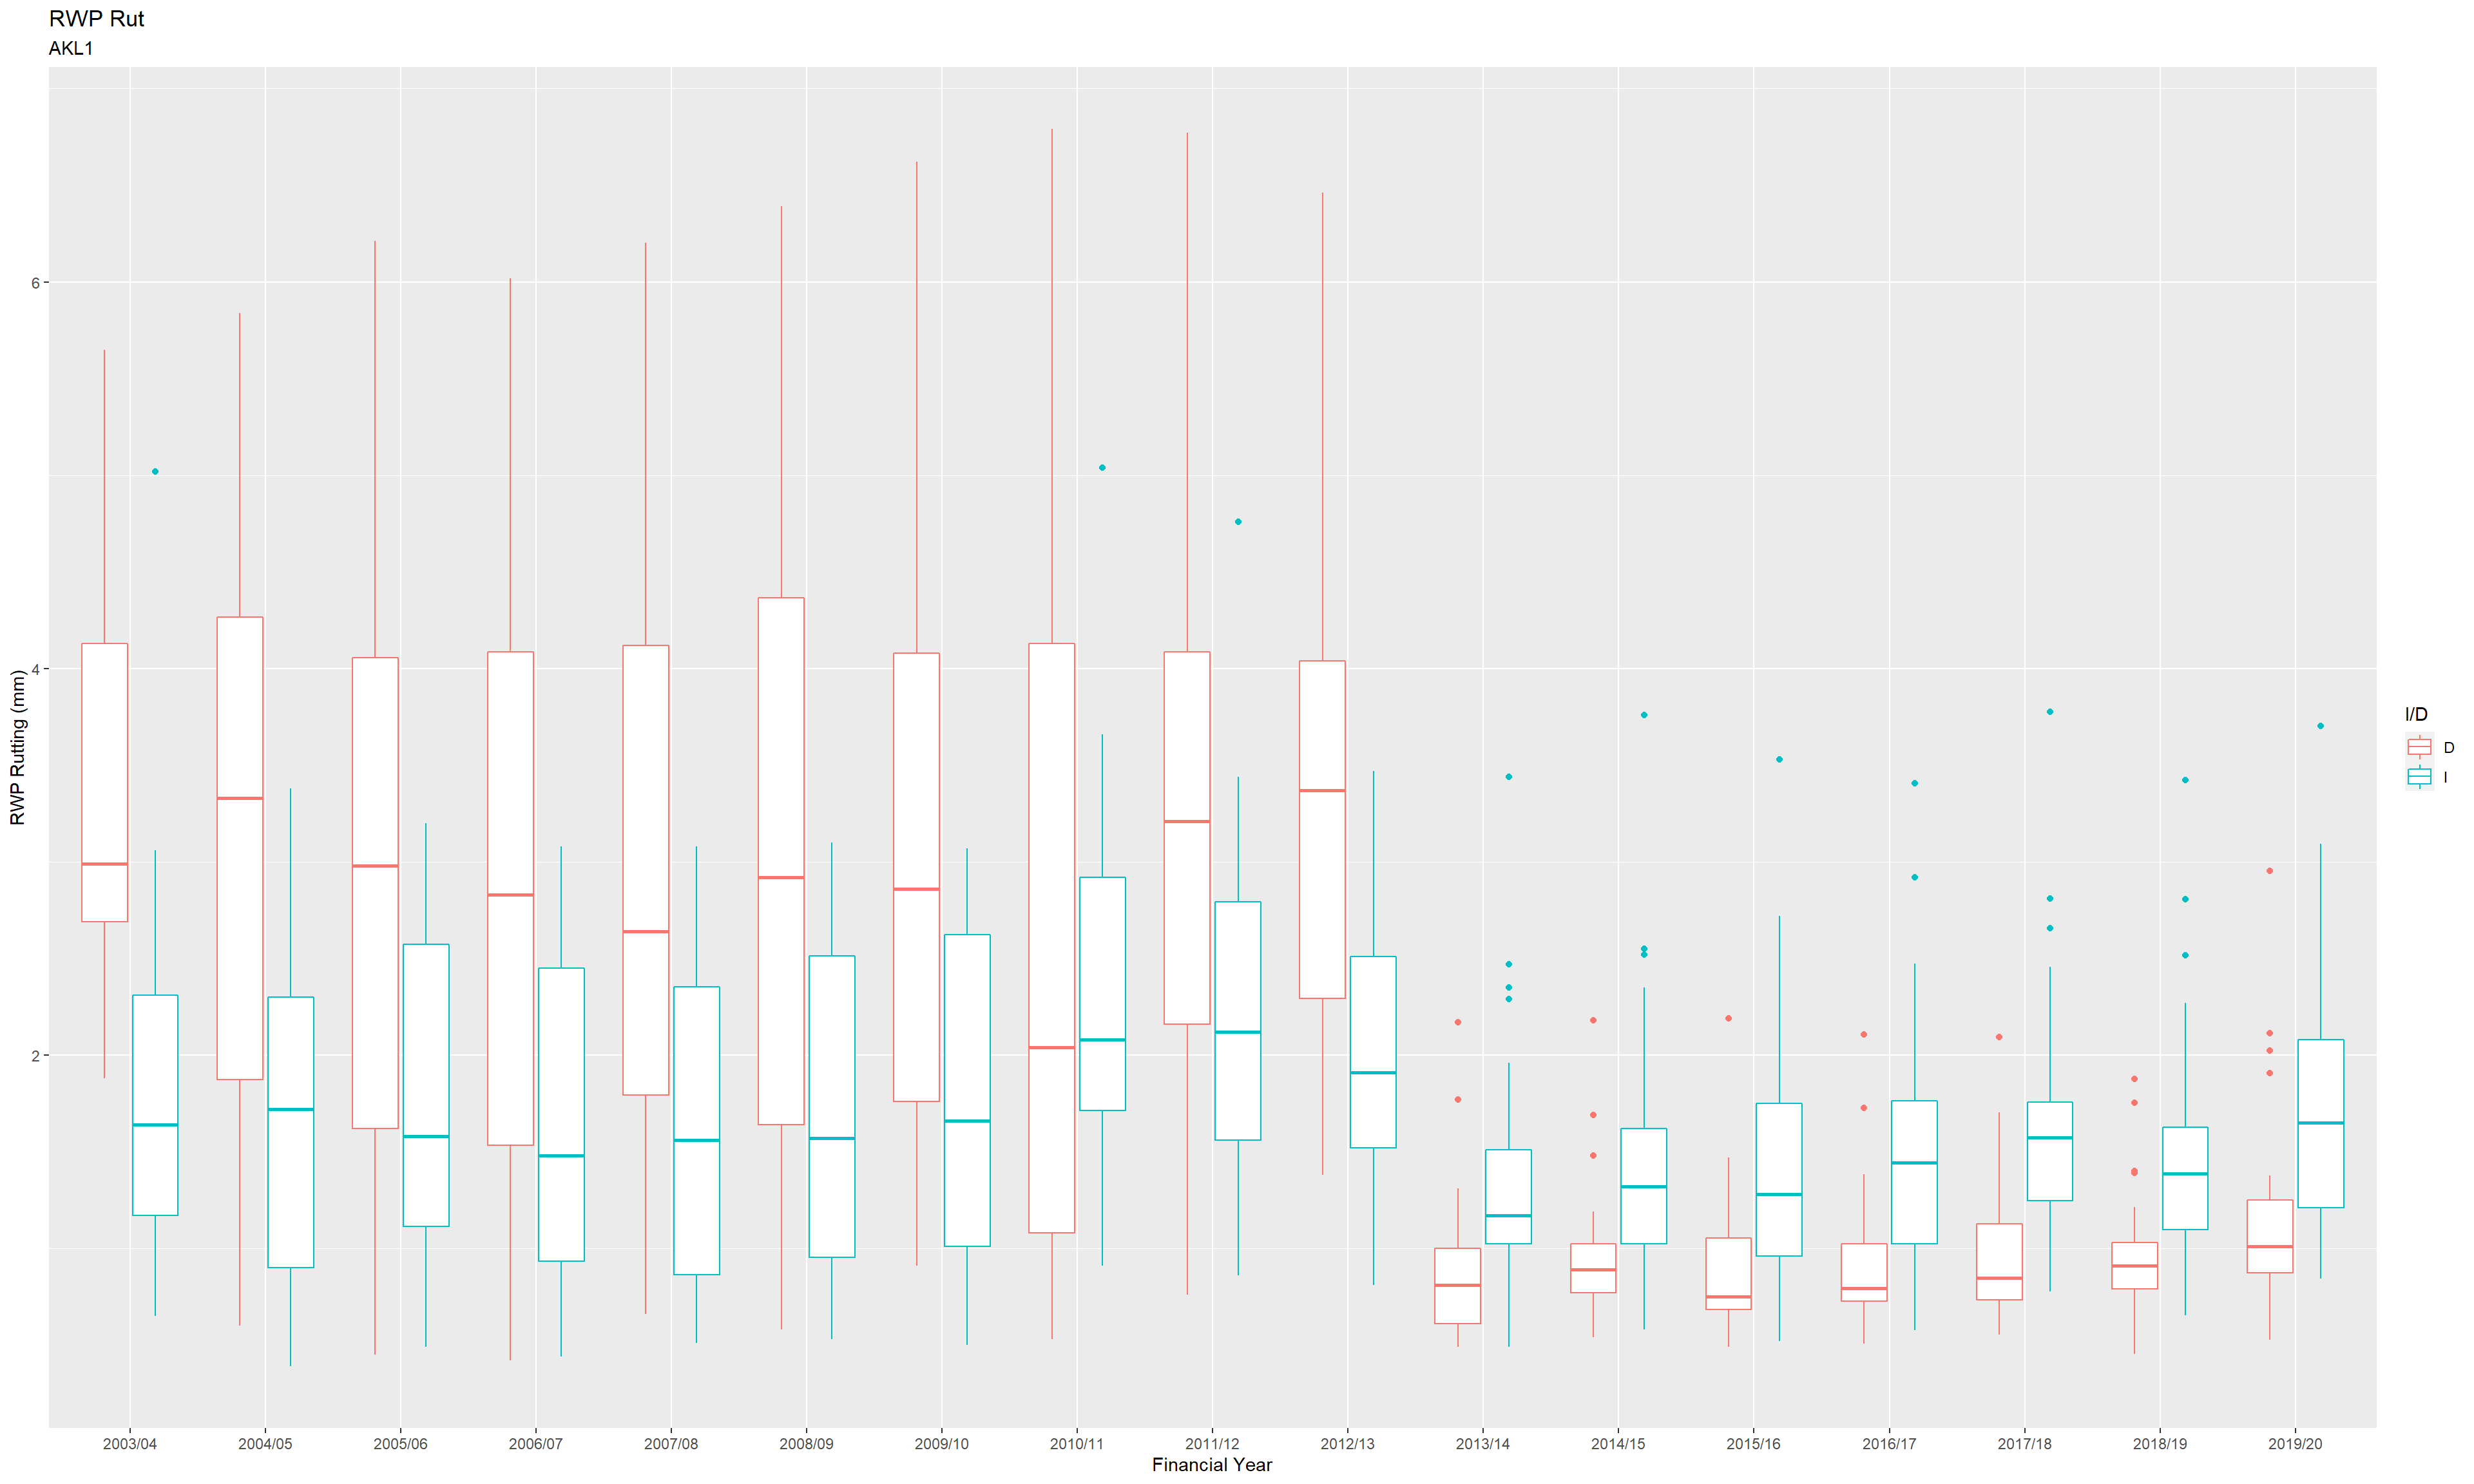 RWP Rut
AKL1
RWP Rutting (mm)
6
4
2
2003/04 2004/05 2005/06 2006/07 2007/08 2008/09 2009/10 2010/11 2011/12 2012/13 2013/14 2014/15 2015/16 2016/17 2017/18 2018/19 2019/20
Financial Year
I/D
D
I